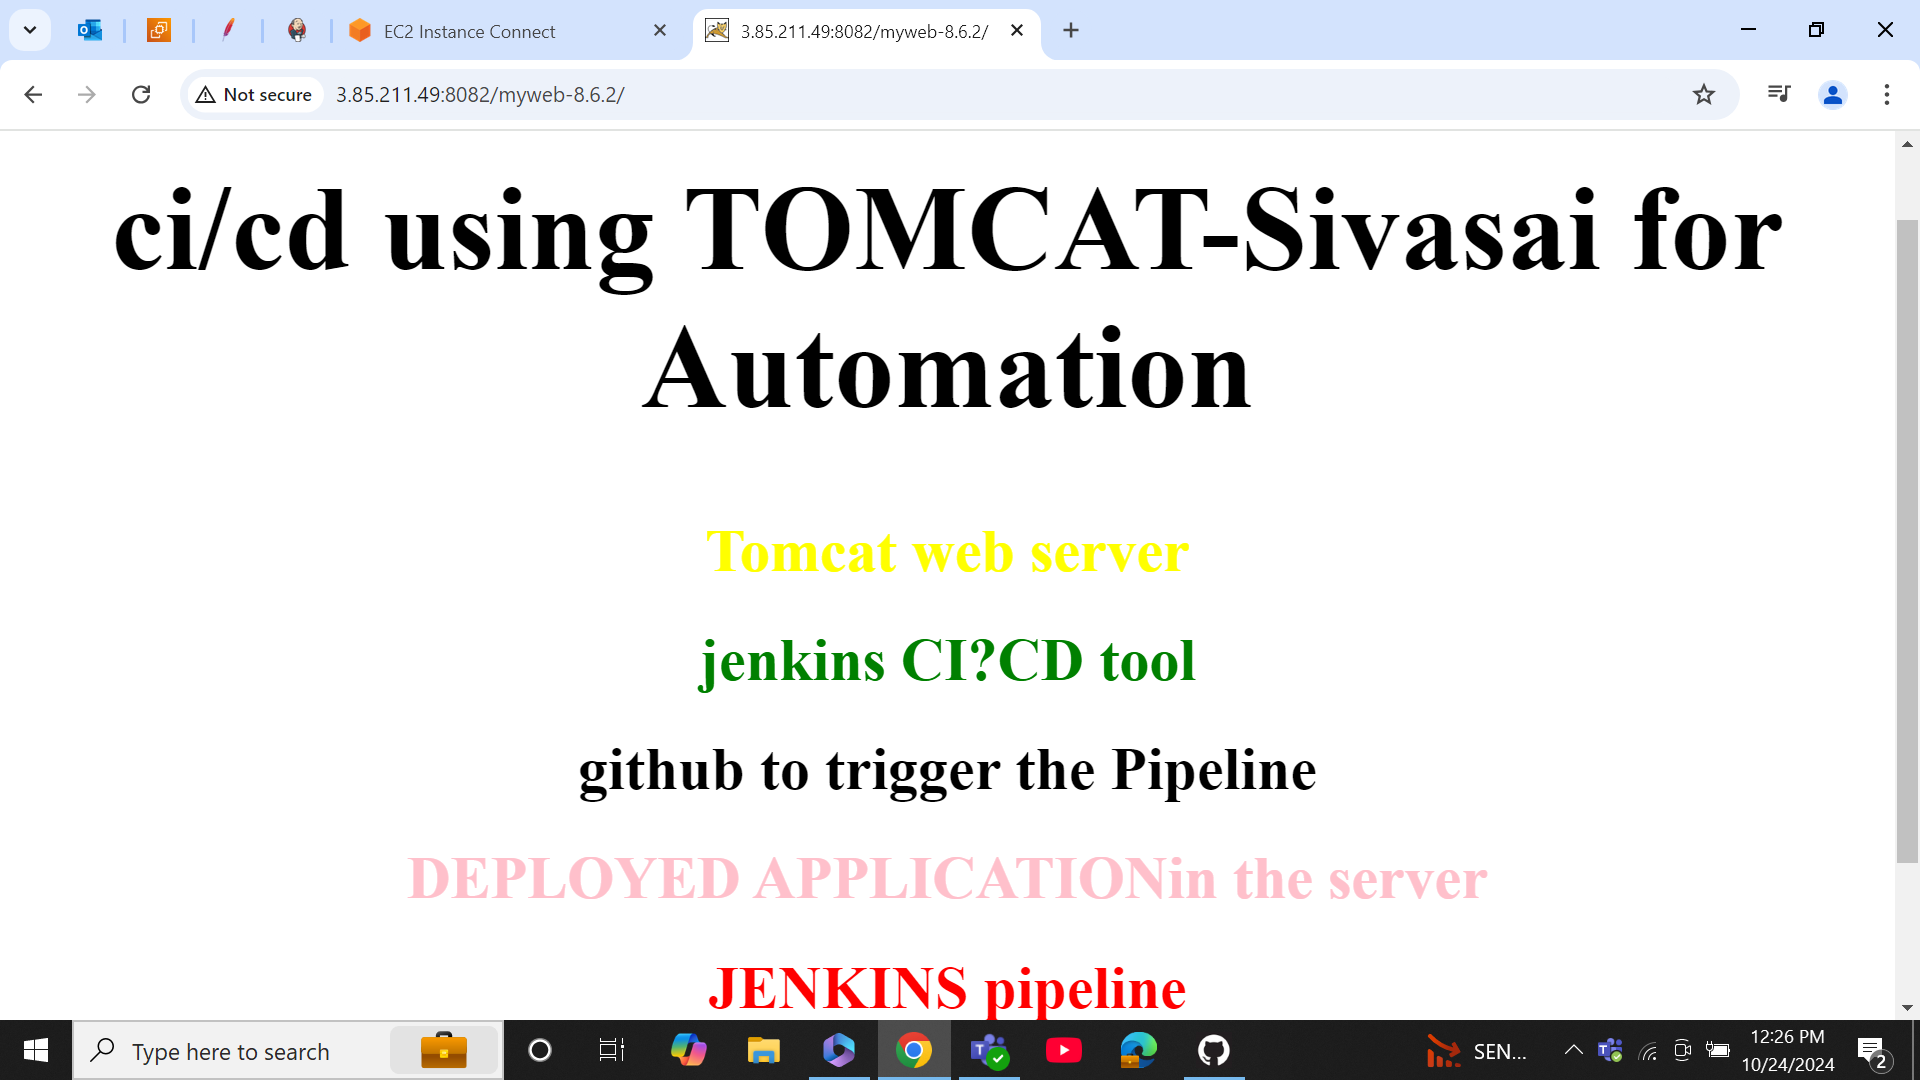 EC2 Instance Connect
3.85.211.49:8082/myweb-8.6.2/
Not secure
3.85.211.49:8082/myweb-8.6.2/
ci/cd using TOMCAT-Sivasai for
Automation
Tomcat web server
jenkins CI?CD tool
github to trigger the Pipeline
DEPLOYED APPLICATIONin the server
JENKINS pipeline
Type here to search
SEN...
12:26 PM
10/24/2024
2